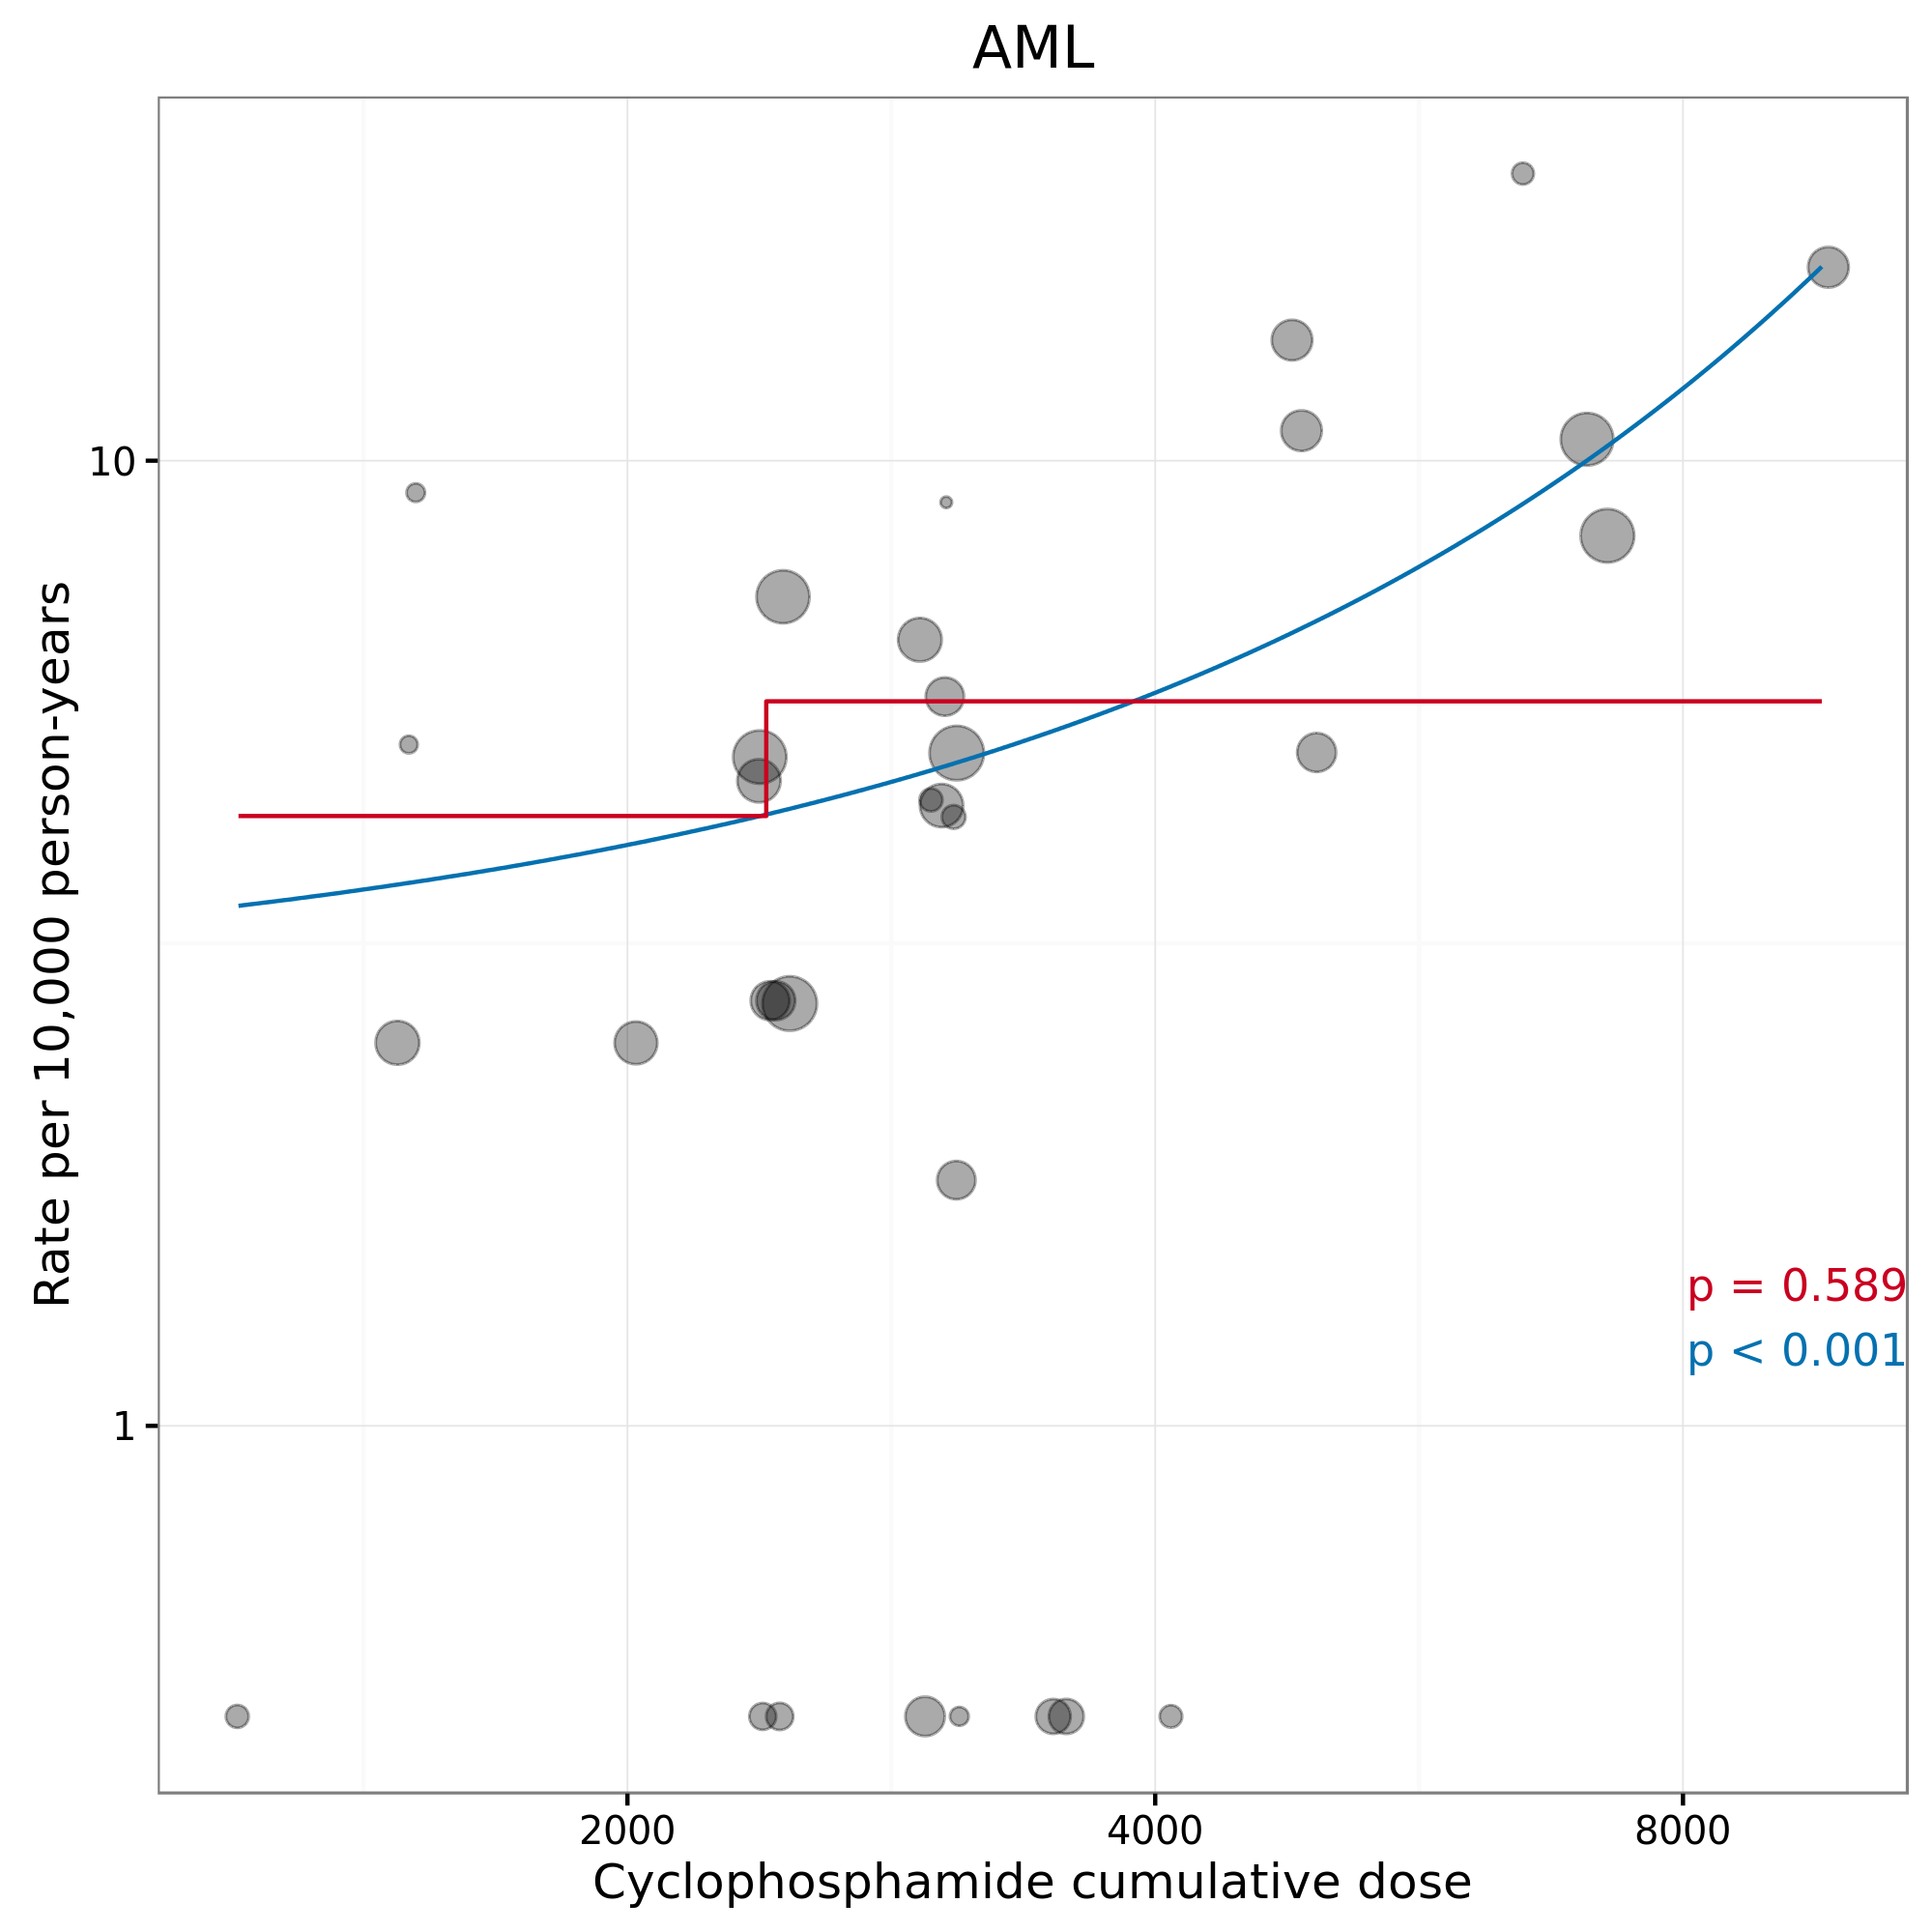 AML
10
1
Rate per 10,000 person-years
p = 0.589
p < 0.001
2000
4000
8000
Cyclophosphamide cumulative dose